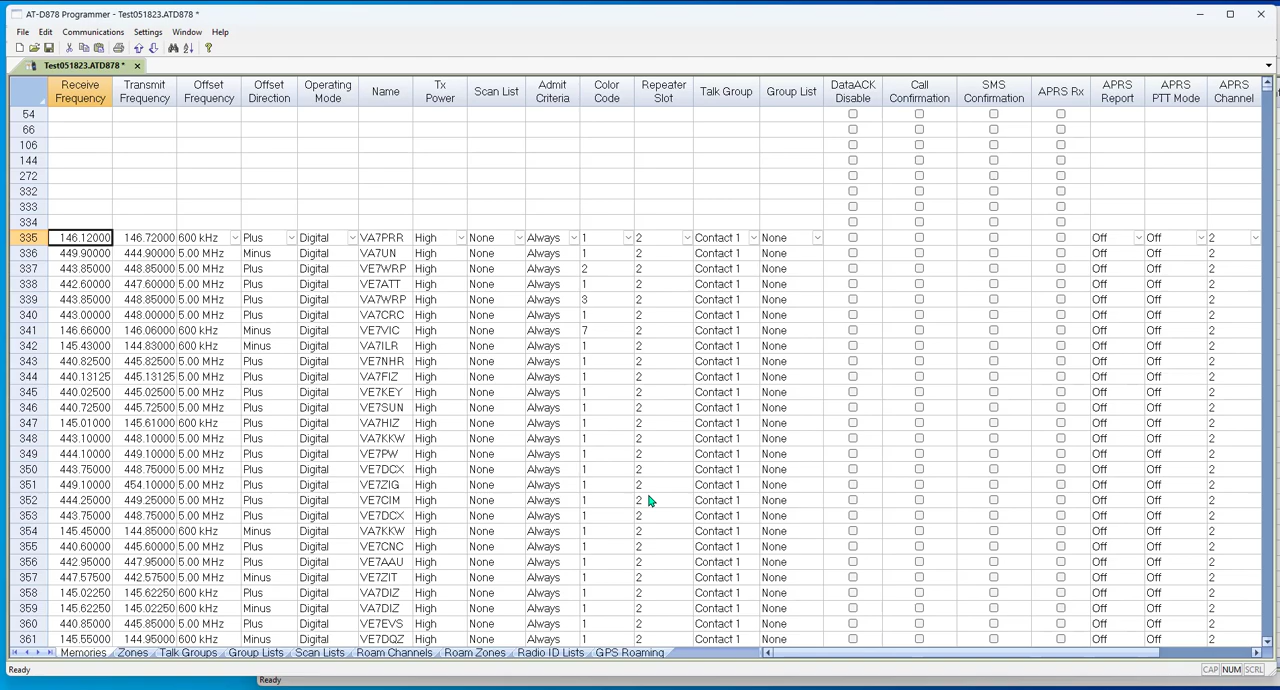 AT-D878 Programmer - Test051823.ATD878 *
File Edit Communications Settings Window Help
Test051823.ATD878 *
Receive Frequency Transmit Frequency Offset Frequency Offset Direction Operating Mode Name Tx Power Scan List Admit Criteria Color Code Repeater Slot Talk Group Group List DataACK Disable Call Confirmation SMS Confirmation APRS Rx APRS Report APRS PTT Mode APRS Channel
54
66
106
144
272
332
333
334
335 146.12000 146.72000 600 kHz Plus Digital VA7PRR High None Always 1 2 Contact 1 None Off Off 2
336 449.90000 444.90000 5.00 MHz Minus Digital VA7UN High None Always 1 2 Contact 1 None Off Off 2
337 443.85000 448.85000 5.00 MHz Plus Digital VE7WRP High None Always 2 2 Contact 1 None Off Off 2
338 442.60000 447.60000 5.00 MHz Plus Digital VE7ATT High None Always 1 2 Contact 1 None Off Off 2
339 443.85000 448.85000 5.00 MHz Plus Digital VA7WRP High None Always 3 2 Contact 1 None Off Off 2
340 443.00000 448.00000 5.00 MHz Plus Digital VA7CRC High None Always 1 2 Contact 1 None Off Off 2
341 146.66000 146.06000 600 kHz Minus Digital VE7VIC High None Always 7 2 Contact 1 None Off Off 2
342 145.43000 144.83000 600 kHz Minus Digital VA7ILR High None Always 1 2 Contact 1 None Off Off 2
343 440.82500 445.82500 5.00 MHz Plus Digital VE7NHR High None Always 1 2 Contact 1 None Off Off 2
344 440.13125 445.13125 5.00 MHz Plus Digital VA7FIZ High None Always 1 2 Contact 1 None Off Off 2
345 440.02500 445.02500 5.00 MHz Plus Digital VE7KEY High None Always 1 2 Contact 1 None Off Off 2
346 440.72500 445.72500 5.00 MHz Plus Digital VE7SUN High None Always 1 2 Contact 1 None Off Off 2
347 145.01000 145.61000 600 kHz Plus Digital VA7HIZ High None Always 1 2 Contact 1 None Off Off 2
348 443.10000 448.10000 5.00 MHz Plus Digital VA7KKW High None Always 1 2 Contact 1 None Off Off 2
349 444.10000 449.10000 5.00 MHz Plus Digital VE7PW High None Always 1 2 Contact 1 None Off Off 2
350 443.75000 448.75000 5.00 MHz Plus Digital VE7DCX High None Always 1 2 Contact 1 None Off Off 2
351 449.10000 454.10000 5.00 MHz Plus Digital VE7ZIG High None Always 1 2 Contact 1 None Off Off 2
352 444.25000 449.25000 5.00 MHz Plus Digital VE7CIM High None Always 1 2 Contact 1 None Off Off 2
353 443.75000 448.75000 5.00 MHz Plus Digital VE7DCX High None Always 1 2 Contact 1 None Off Off 2
354 145.45000 144.85000 600 kHz Minus Digital VA7KKW High None Always 1 2 Contact 1 None Off Off 2
355 440.60000 445.60000 5.00 MHz Plus Digital VE7CNC High None Always 1 2 Contact 1 None Off Off 2
356 442.95000 447.95000 5.00 MHz Plus Digital VE7AAU High None Always 1 2 Contact 1 None Off Off 2
357 447.57500 442.57500 5.00 MHz Minus Digital VE7ZIT High None Always 1 2 Contact 1 None Off Off 2
358 145.02250 145.62250 600 kHz Plus Digital VA7DIZ High None Always 1 2 Contact 1 None Off Off 2
359 145.62250 145.02250 600 kHz Minus Digital VA7DIZ High None Always 1 2 Contact 1 None Off Off 2
360 440.85000 445.85000 5.00 MHz Plus Digital VE7EVS High None Always 1 2 Contact 1 None Off Off 2
361 145.55000 144.95000 600 kHz Minus Digital VE7DQZ High None Always 1 2 Contact 1 None Off Off 2
Memories Zones Talk Groups Group Lists Scan Lists Roam Channels Roam Zones Radio ID Lists GPS Roaming
Ready CAP NUM SCRL
Ready